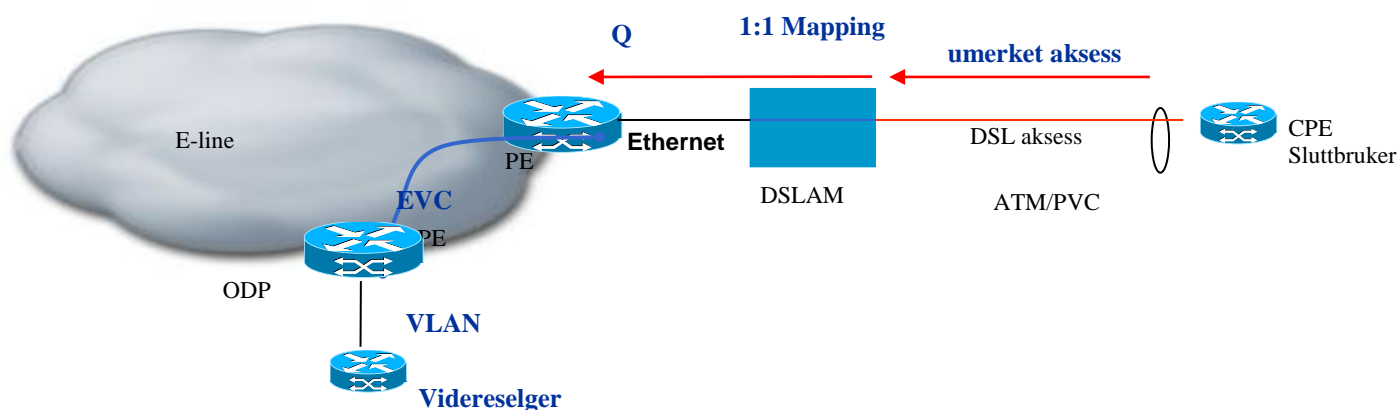 Q
1:1 Mapping
umerket aksess
E-line
PE
Ethernet
DSL aksess
CPE
Sluttbruker
EVC
PE
DSLAM
ATM/PVC
ODP
VLAN
Videreselger